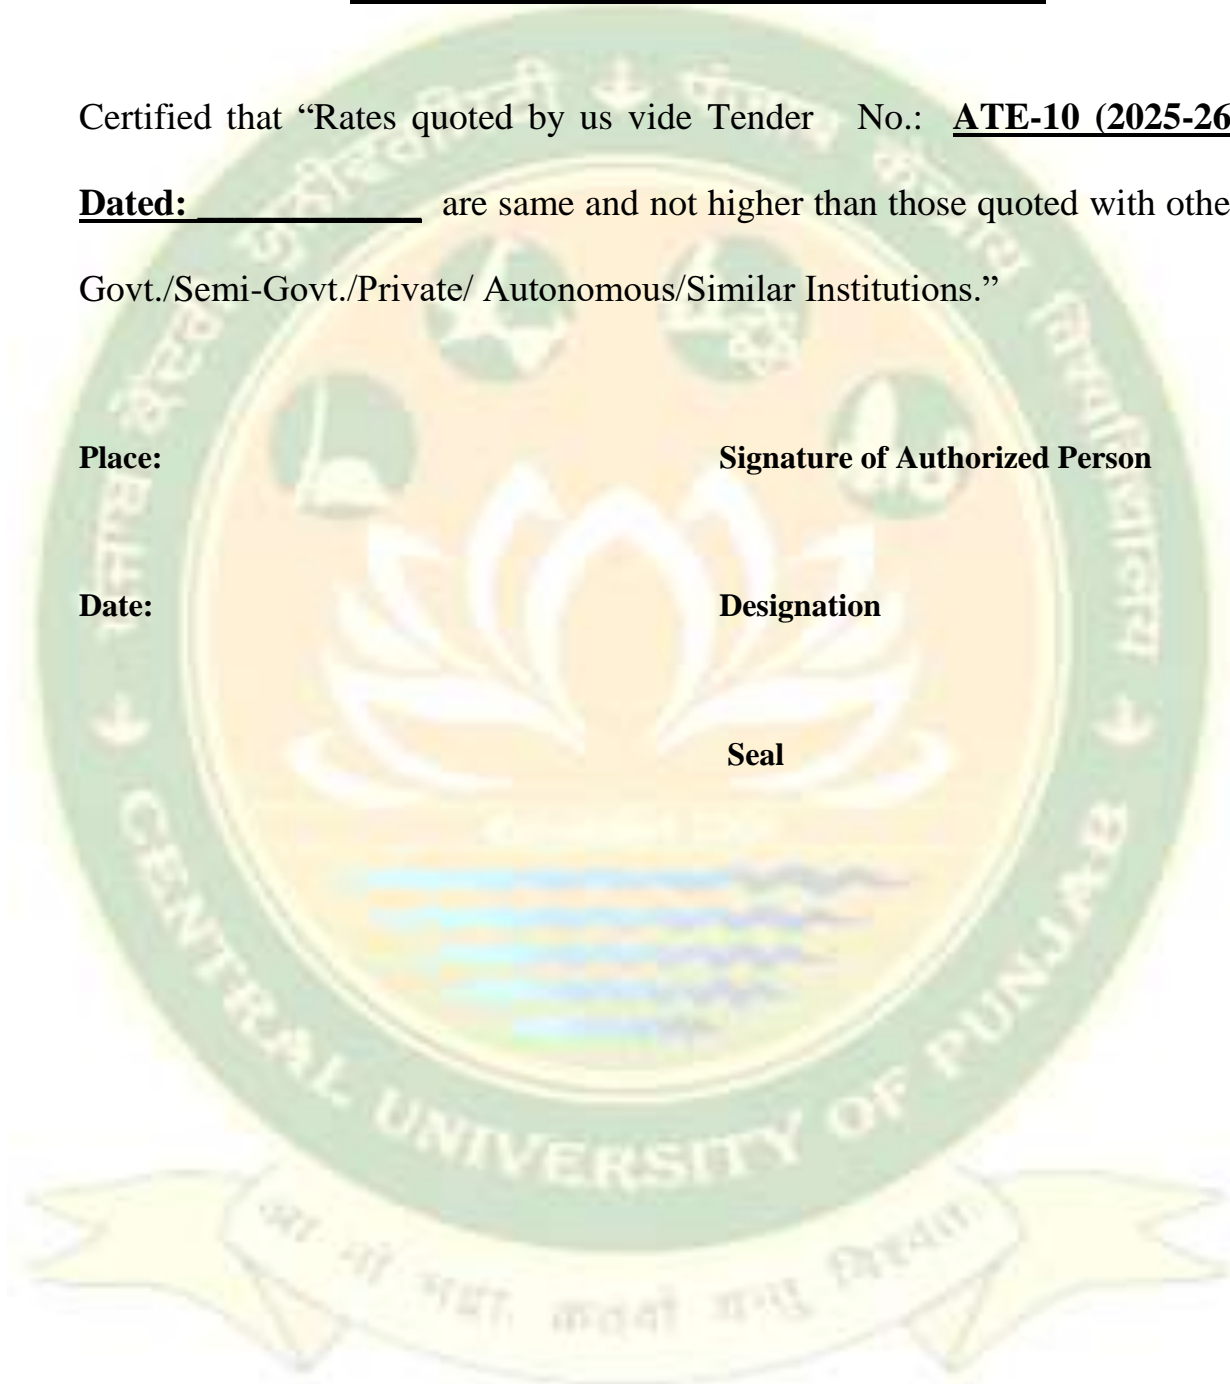 Certified that “Rates quoted by us vide Tender No.: ATE-10 (2025-26
Dated: ____________ are same and not higher than those quoted with othe
Govt./Semi-Govt./Private/ Autonomous/Similar Institutions.”
Place: Signature of Authorized Person
Date: Designation
Seal
पंजाब केन्द्रीय विश्वविद्यालय
CENTRAL UNIVERSITY OF PUNJAB